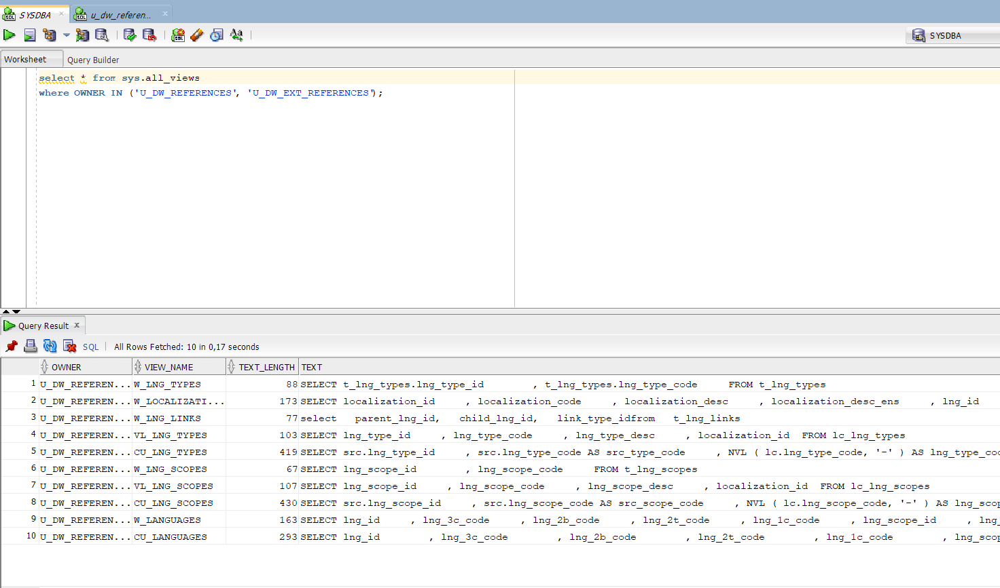 SYSDBA
u_dw_referen...
SYSDBA
Worksheet
Query Builder
select * from sys.all_views
where OWNER IN ('U_DW_REFERENCES', 'U_DW_EXT_REFERENCES');
Query Result
SQL
All Rows Fetched: 10 in 0,17 seconds
OWNER VIEW_NAME TEXT_LENGTH TEXT
1 U_DW_REFEREN... W_LNG_TYPES 88 SELECT t_lng_types.lng_type_id , t_lng_types.lng_type_code FROM t_lng_types
2 U_DW_REFEREN... W_LOCALIZATI... 173 SELECT localization_id , localization_code , localization_desc , localization_desc_ens , lng_id
3 U_DW_REFEREN... W_LNG_LINKS 77 select parent_lng_id, child_lng_id, link_type_idfrom t_lng_links
4 U_DW_REFEREN... VL_LNG_TYPES 103 SELECT lng_type_id , lng_type_code , lng_type_desc , localization_id FROM lc_lng_types
5 U_DW_REFEREN... CU_LNG_TYPES 419 SELECT src.lng_type_id , src.lng_type_code AS src_type_code , NVL ( lc.lng_type_code, '-' ) AS lng_type_co
6 U_DW_REFEREN... W_LNG_SCOPES 67 SELECT lng_scope_id , lng_scope_code FROM t_lng_scopes
7 U_DW_REFEREN... VL_LNG_SCOPES 107 SELECT lng_scope_id , lng_scope_code , lng_scope_desc , localization_id FROM lc_lng_scopes
8 U_DW_REFEREN... CU_LNG_SCOPES 430 SELECT src.lng_scope_id , src.lng_scope_code AS src_scope_code , NVL ( lc.lng_scope_code, '-' ) AS lng_scop
9 U_DW_REFEREN... W_LANGUAGES 163 SELECT lng_id , lng_3c_code , lng_2b_code , lng_2t_code , lng_1c_code , lng_scope_id , lng_
10 U_DW_REFEREN... CU_LANGUAGES 293 SELECT lng_id , lng_3c_code , lng_2b_code , lng_2t_code , lng_1c_code , lng_scop